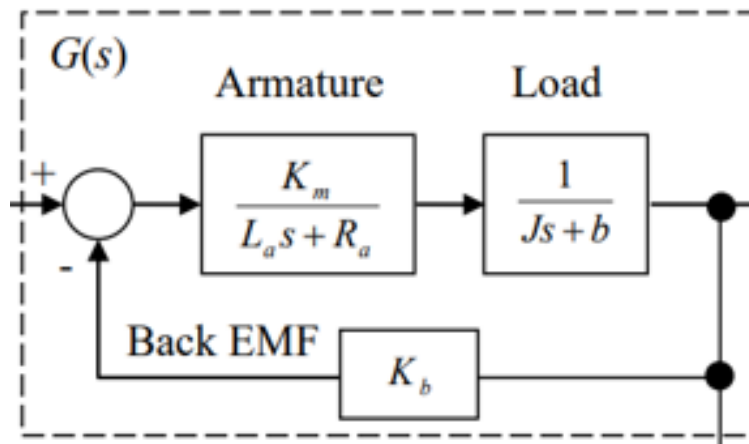 G(s)
Armature Load
+
K_m
L_a s + R_a
1
Js + b
-
Back EMF
K_b